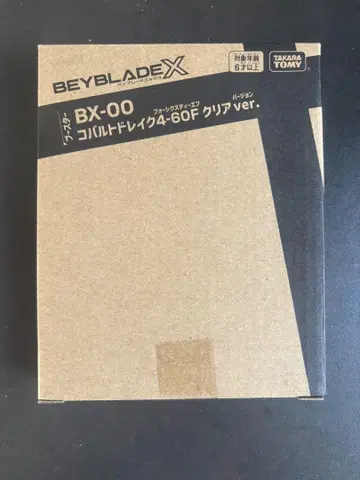 BEYBLADE X
ベイブレードエックス
対象年齢
6才以上
TAKARA
TOMY
ブースター
BX-00
フォーシックスティーエフ
バージョン
コバルトドレイク4-60F クリアver.